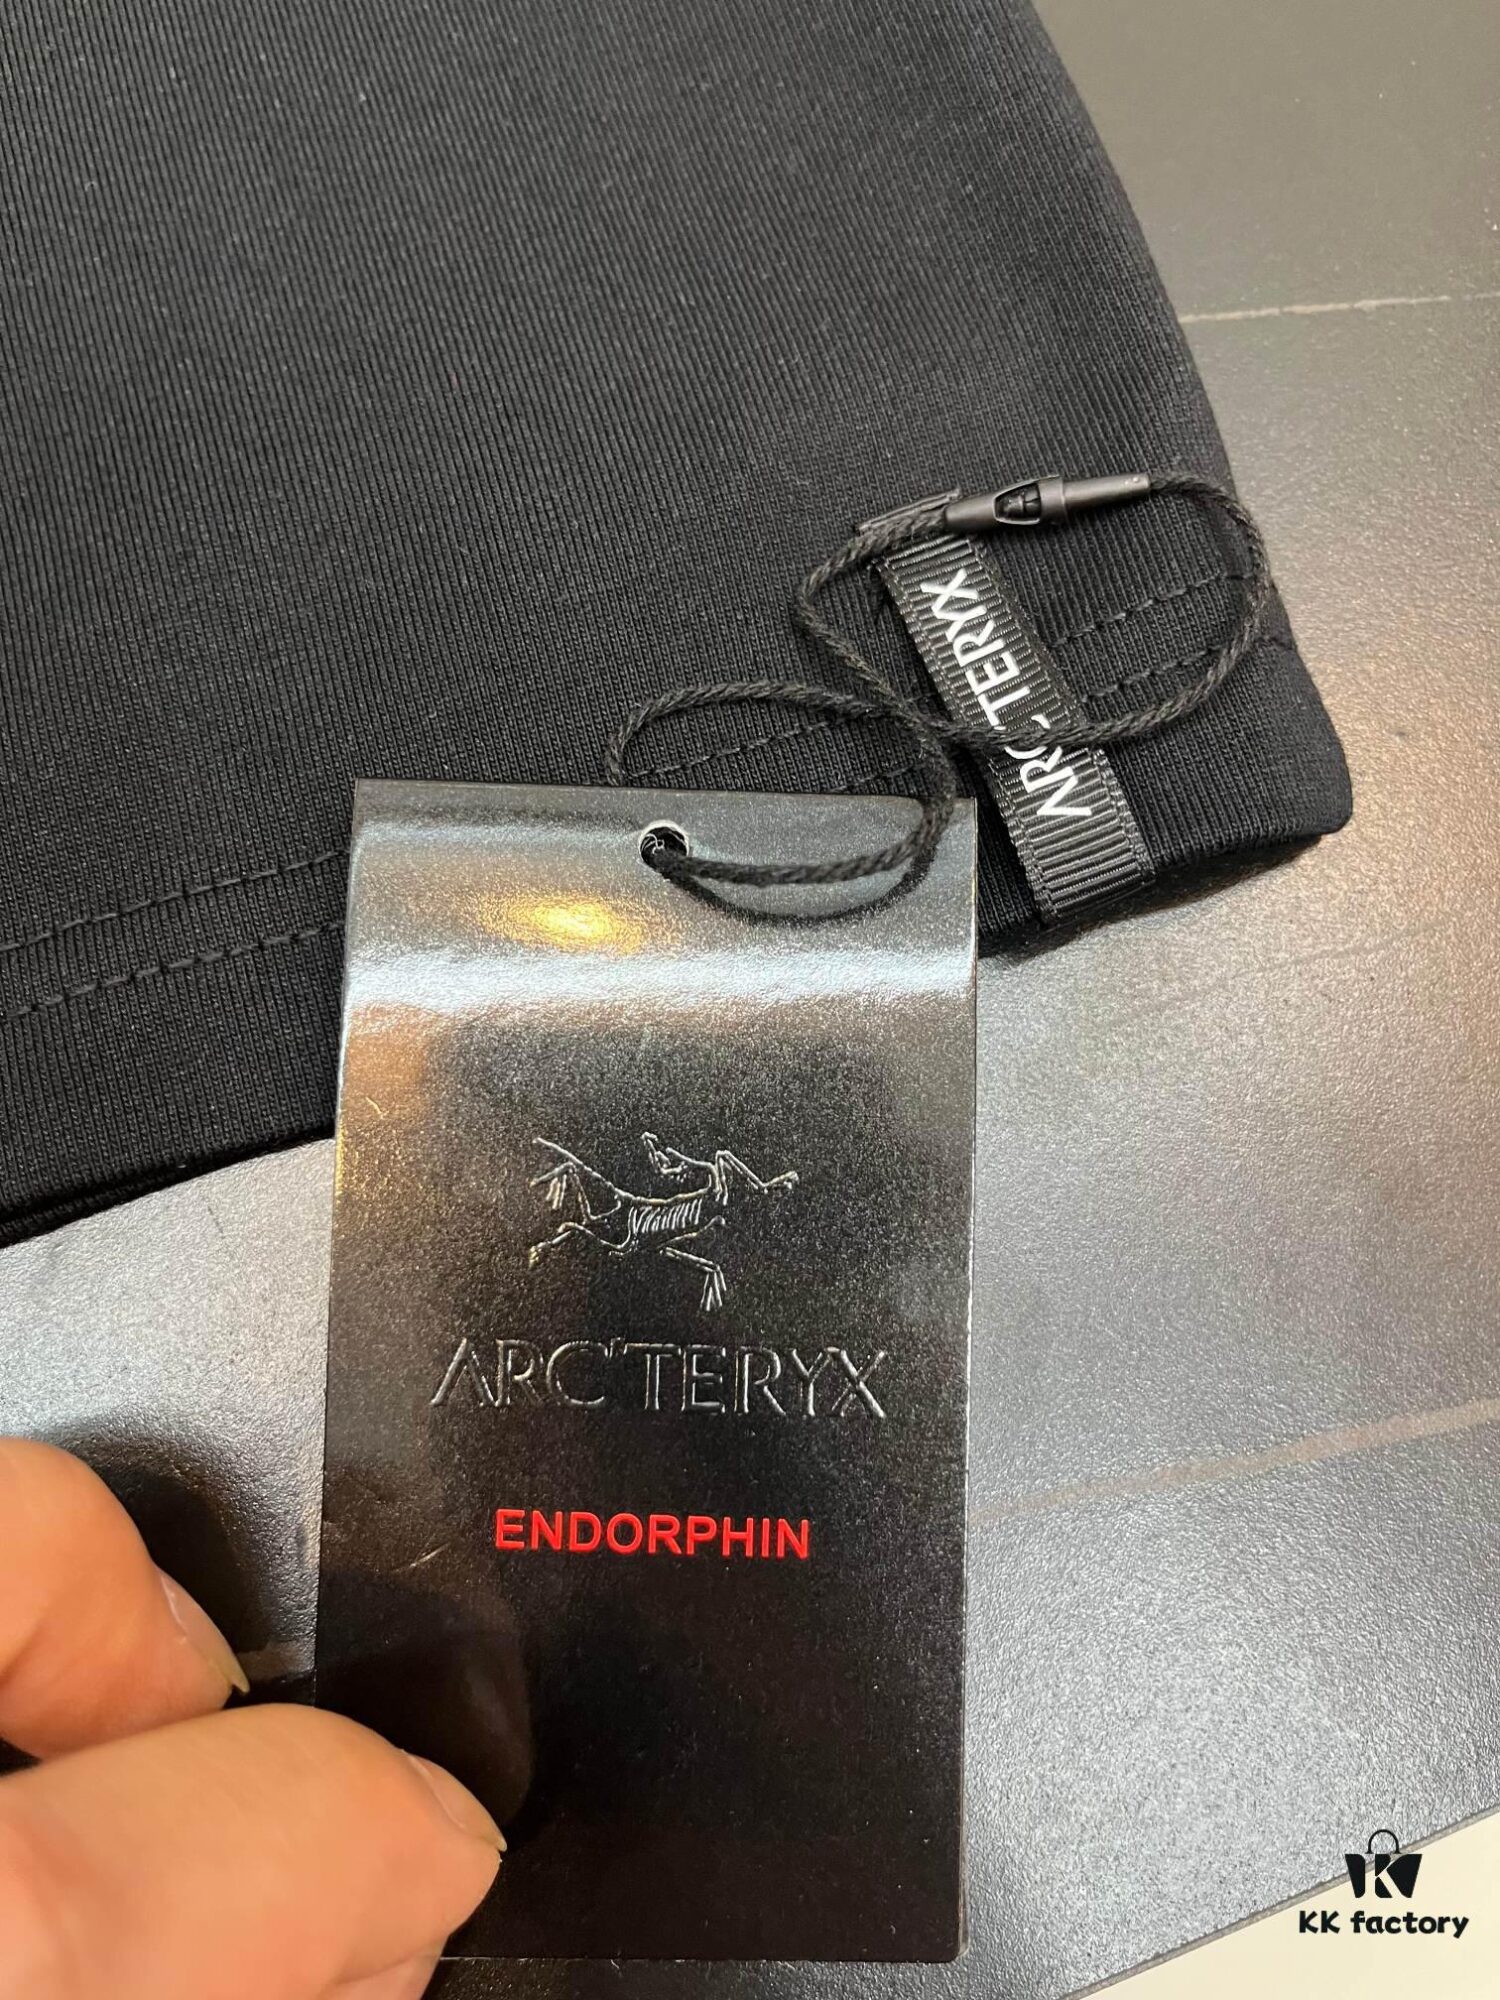 ARC'TERYX
ARC'TERYX
ENDORPHIN
KK factory